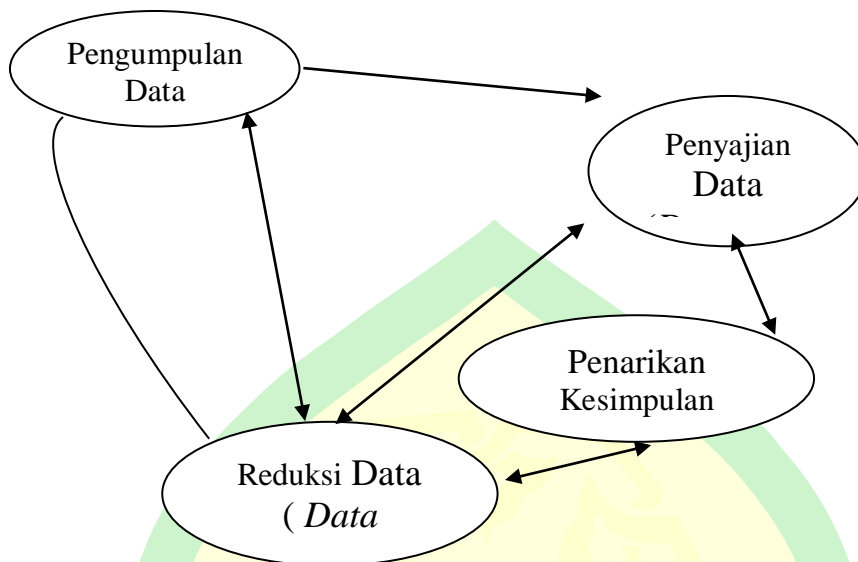 Pengumpulan
Data
Penyajian
Data
Penarikan
Kesimpulan
Reduksi Data
( Data